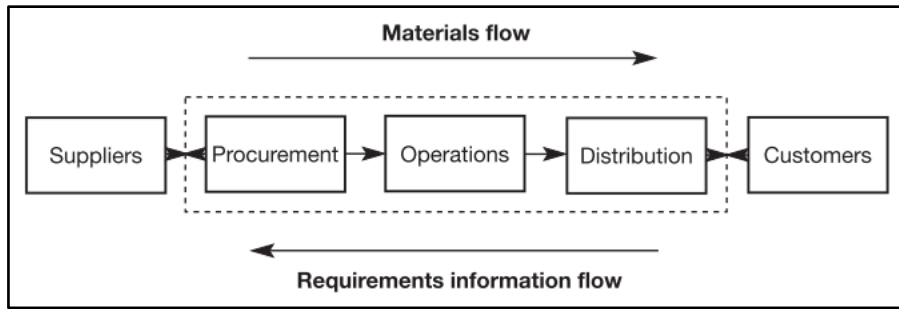 Materials flow
Suppliers
Procurement
Operations
Distribution
Customers
Requirements information flow